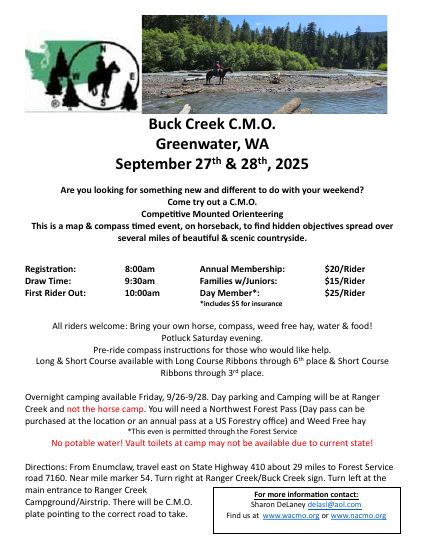 N
W E
S
®
Buck Creek C.M.O.
Greenwater, WA
September 27th & 28th, 2025
Are you looking for something new and different to do with your weekend?
Come try out a C.M.O.
Competitive Mounted Orienteering
This is a map & compass timed event, on horseback, to find hidden objectives spread over
several miles of beautiful & scenic countryside.
Registration: 8:00am Annual Membership: $20/Rider
Draw Time: 9:30am Families w/Juniors: $15/Rider
First Rider Out: 10:00am Day Member*: $25/Rider
*includes $5 for insurance
All riders welcome: Bring your own horse, compass, weed free hay, water & food!
Potluck Saturday evening.
Pre-ride compass instructions for those who would like help.
Long & Short Course available with Long Course Ribbons through 6th place & Short Course
Ribbons through 3rd place.
Overnight camping available Friday, 9/26-9/28. Day parking and Camping will be at Ranger
Creek and not the horse camp. You will need a Northwest Forest Pass (Day pass can be
purchased at the location or an annual pass at a US Forestry office) and Weed Free hay
*This event is permitted through the Forest Service
No potable water! Vault toilets at camp may not be available due to current state!
Directions: From Enumclaw, travel east on State Highway 410 about 29 miles to Forest Service
road 7160. Near mile marker 54. Turn right at Ranger Creek/Buck Creek sign. Turn left at the
main entrance to Ranger Creek
Campground/Airstrip. There will be C.M.O.
plate pointing to the correct road to take.
For more information contact:
Sharon DeLaney delasl@aol.com
Find us at www.wacmo.org or www.nacmo.org